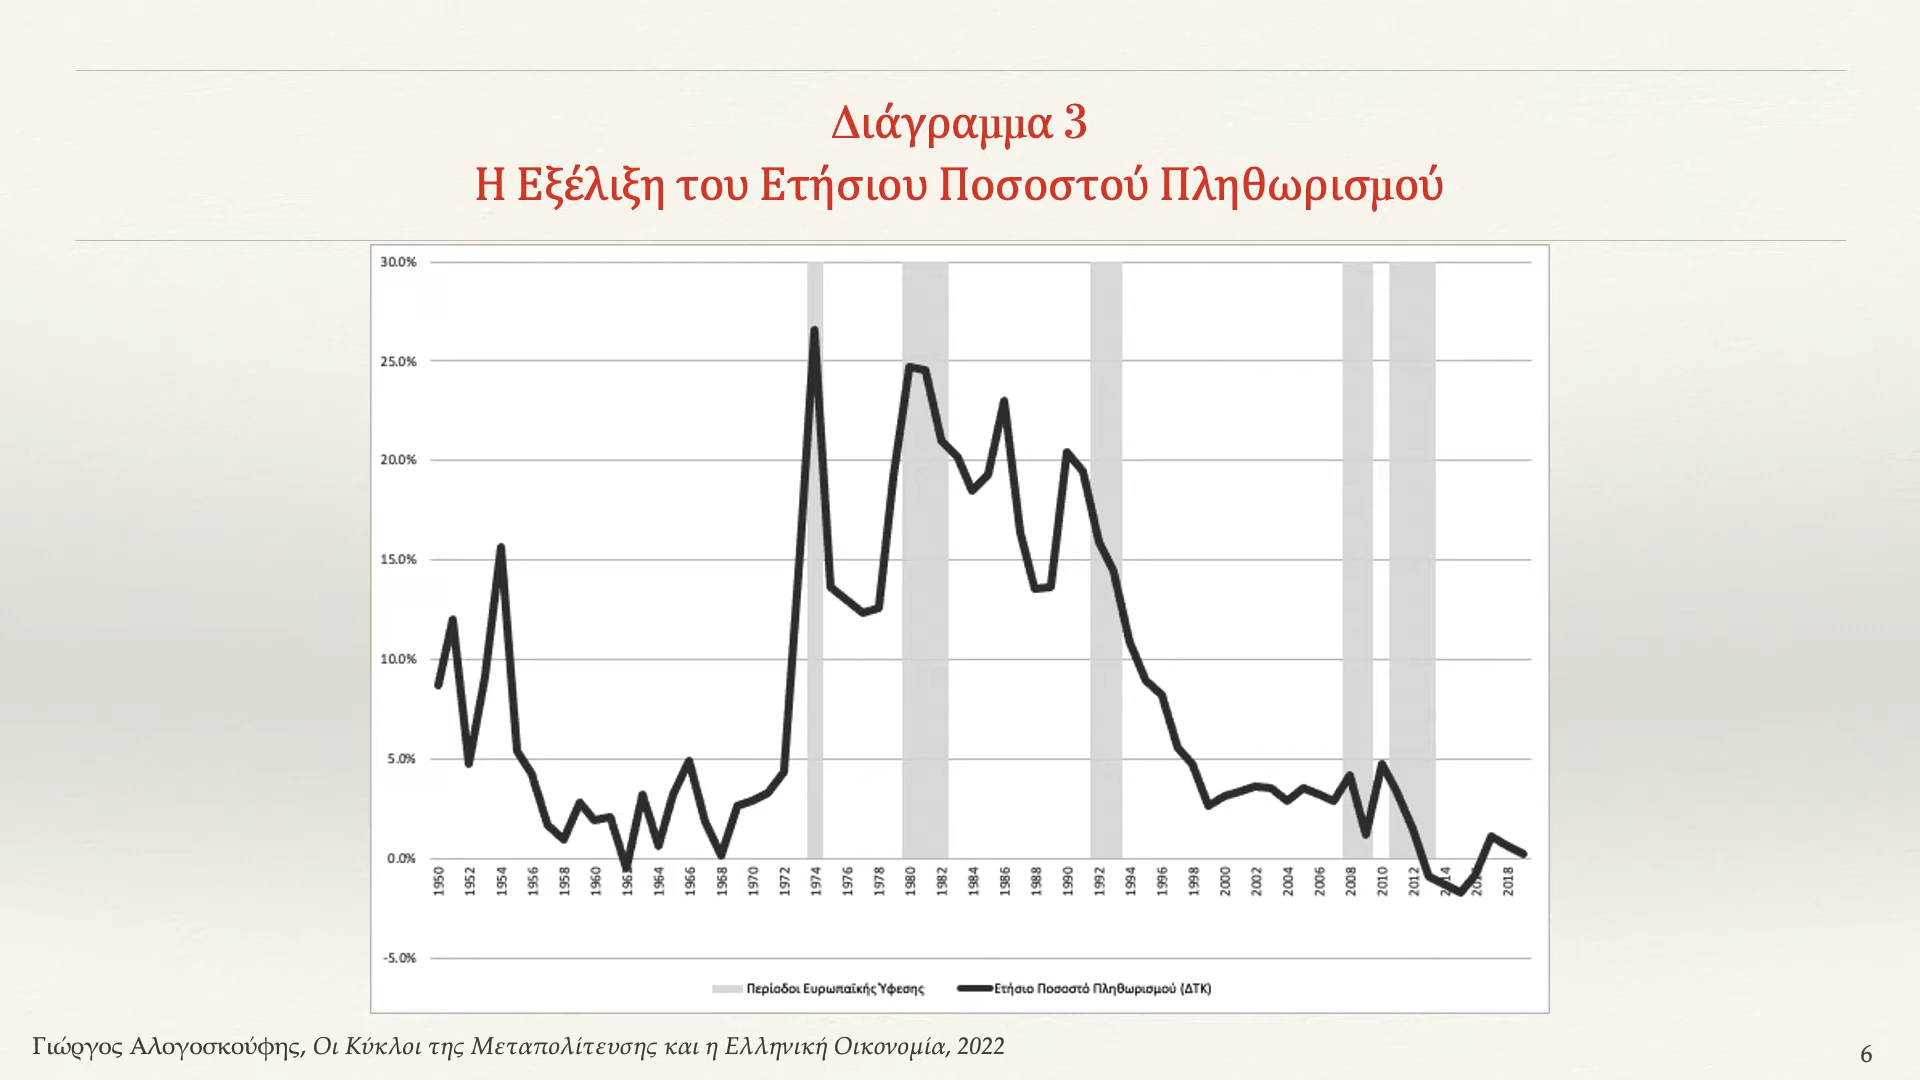 Διάγραμμα 3
Η Εξέλιξη του Ετήσιου Ποσοστού Πληθωρισμού
30.0%
25.0%
20.0%
15.0%
10.0%
5.0%
0.0%
-5.0%
1950 1952 1954 1956 1958 1960 1962 1964 1966 1968 1970 1972 1974 1976 1978 1980 1982 1984 1986 1988 1990 1992 1994 1996 1998 2000 2002 2004 2006 2008 2010 2012 2014 2018
Περίοδοι Ευρωπαϊκής Ύφεσης Ετήσιο Ποσοστό Πληθωρισμού (ΔΤΚ)
Γιώργος Αλογοσκούφης, Οι Κύκλοι της Μεταπολίτευσης και η Ελληνική Οικονομία, 2022
6